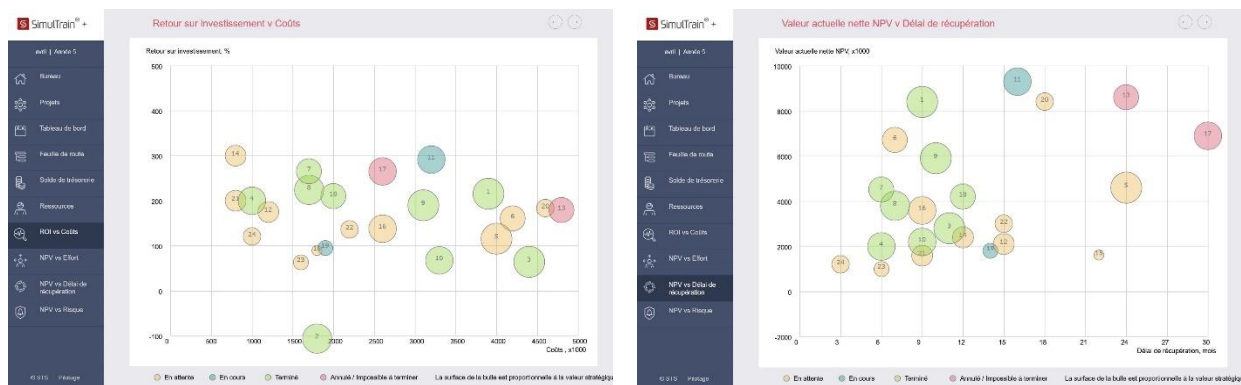 SimulTrain® +
avril | Année 5
Bureau
Projets
Tableau de bord
Feuille de route
Solde de trésorerie
Ressources
ROI vs Coûts
NPV vs Effort
NPV vs Délai de
récupération
NPV vs Risque
© STS Pilotage
Retour sur investissement v Coûts
Retour sur investissement, %
500
400
300
200
100
0
-100
0 500 1000 1500 2000 2500 3000 3500 4000 4500 5000
Coûts , x1000
14
7
17
11
8
18
1
21
4
12
9
20
13
6
22
16
5
24
19
23
10
3
2
En attente En cours Terminé Annulé / Impossible à terminer La surface de la bulle est proportionnelle à la valeur stratégiqu
SimulTrain® +
avril | Année 5
Bureau
Projets
Tableau de bord
Feuille de route
Solde de trésorerie
Ressources
ROI vs Coûts
NPV vs Effort
NPV vs Délai de
récupération
NPV vs Risque
© STS Pilotage
Valeur actuelle nette NPV v Délai de récupération
Valeur actuelle nette NPV, x1000
10000
8000
6000
4000
2000
0
-2000
0 3 6 9 12 15 18 21 24 27 30
Délai de récupération, mois
11
1
20
13
6
17
9
7
5
8
18
16
22
3
4
10
14
12
21
19
15
24
23
En attente En cours Terminé Annulé / Impossible à terminer La surface de la bulle est proportionnelle à la valeur stratégiqu